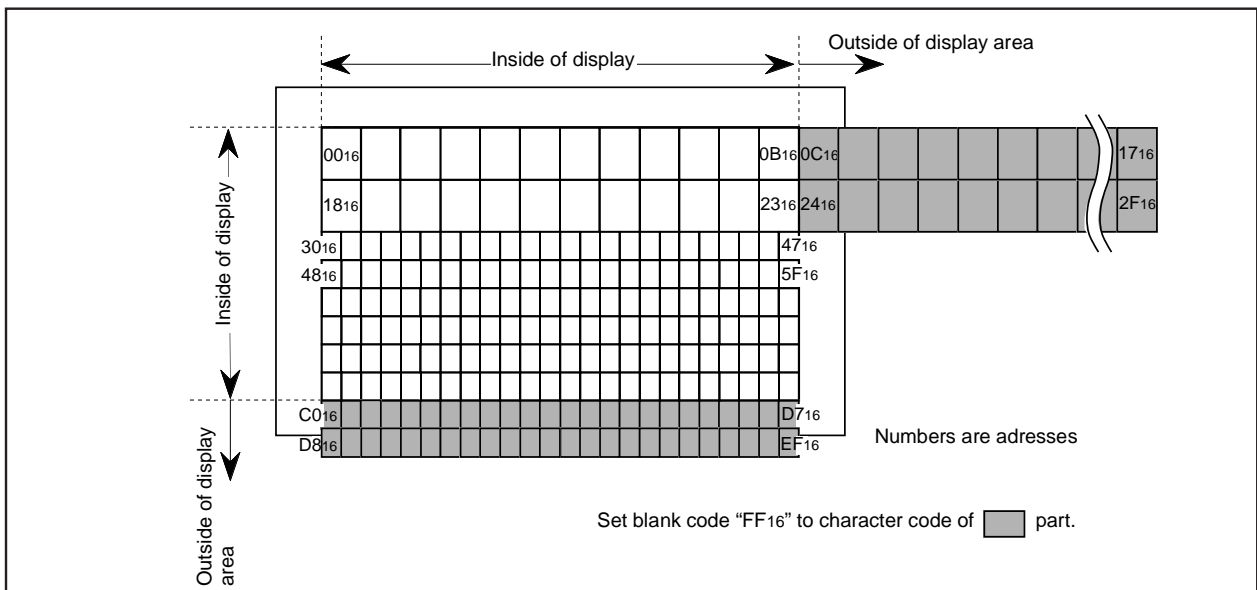 Outside of display area
Inside of display
Inside of display
0016 0B16 0C16 1716
1816 2316 2416 2F16
3016 4716
4816 5F16
C016 D716
D816 EF16
Outside of display
area
Numbers are adresses
Set blank code “FF16” to character code of part.